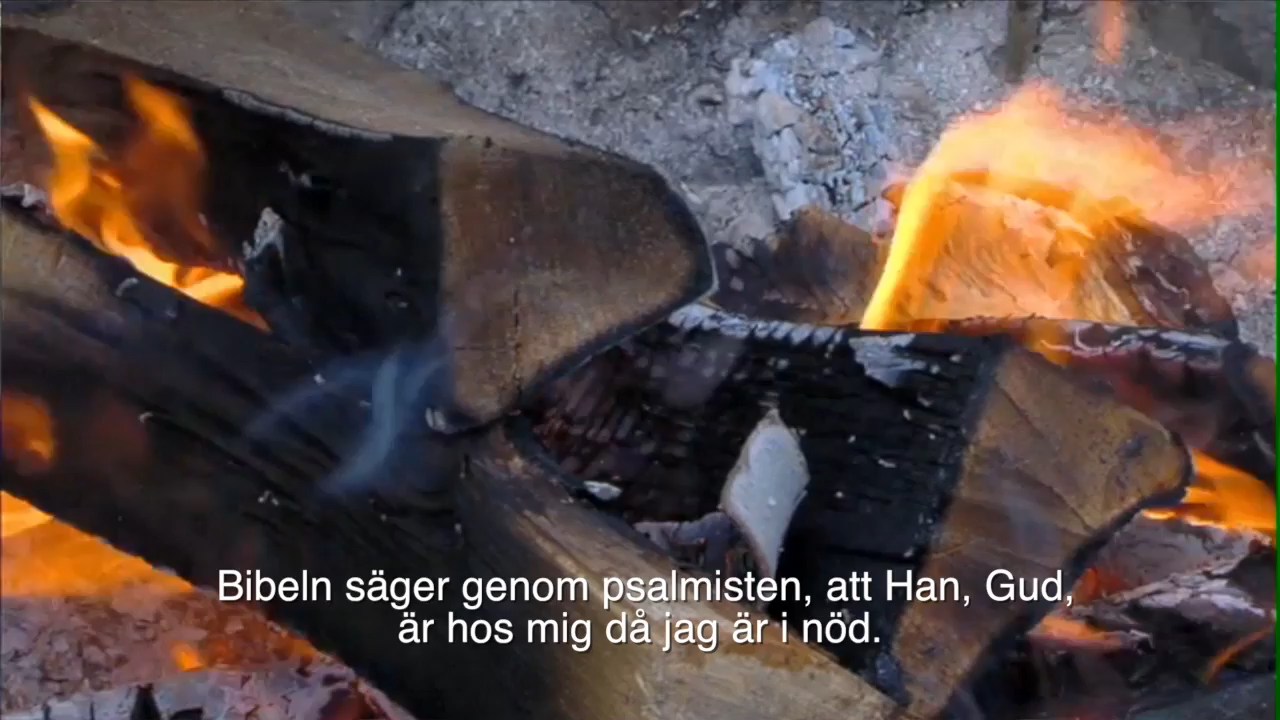 Bibeln säger genom psalmisten, att Han, Gud,
är hos mig då jag är i nöd.